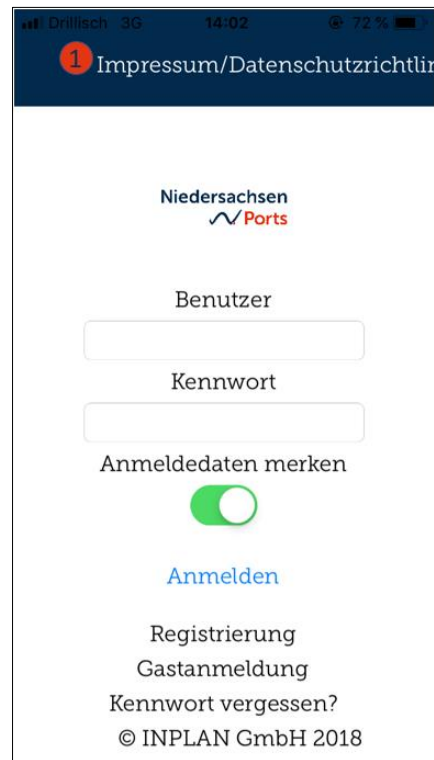 Drillisch 3G 14:02 72 %
1 Impressum/Datenschutzrichtlin
Niedersachsen
Ports
Benutzer
Kennwort
Anmeldedaten merken
Anmelden
Registrierung
Gastanmeldung
Kennwort vergessen?
© INPLAN GmbH 2018